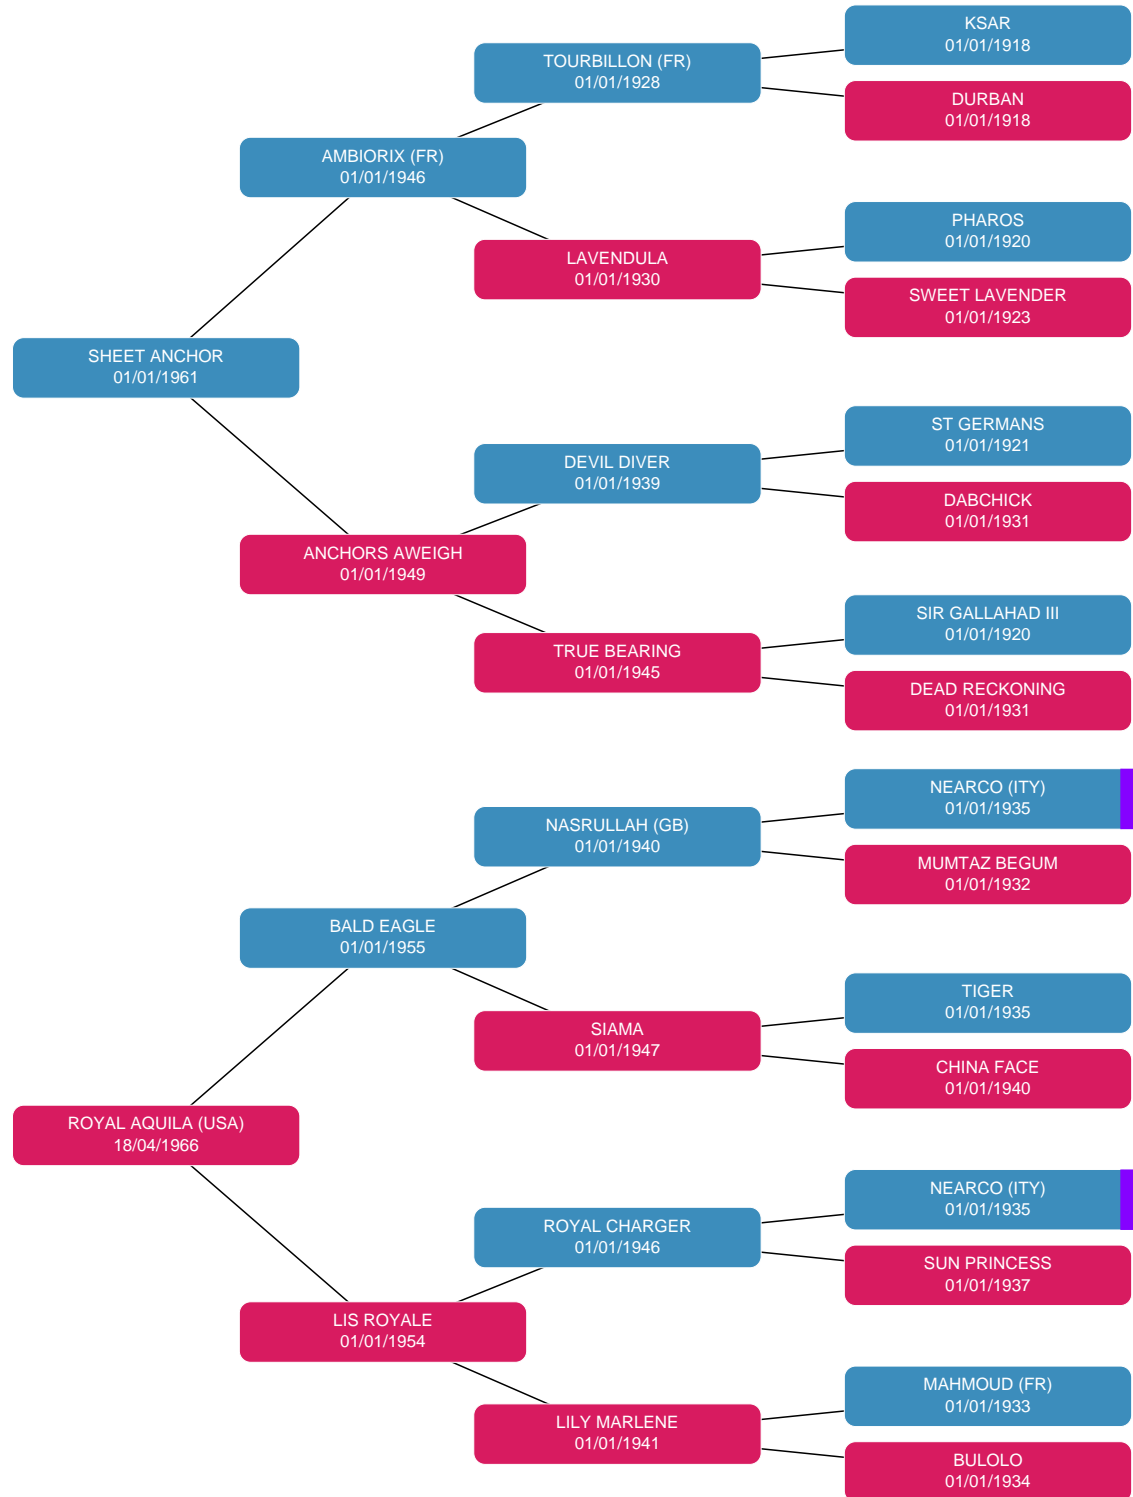 KSAR
01/01/1918
TOURBILLON (FR)
01/01/1928
DURBAN
01/01/1918
AMBIORIX (FR)
01/01/1946
PHAROS
01/01/1920
LAVENDULA
01/01/1930
SWEET LAVENDER
01/01/1923
SHEET ANCHOR
01/01/1961
ST GERMANS
01/01/1921
DEVIL DIVER
01/01/1939
DABCHICK
01/01/1931
ANCHORS AWEIGH
01/01/1949
SIR GALLAHAD III
01/01/1920
TRUE BEARING
01/01/1945
DEAD RECKONING
01/01/1931
NEARCO (ITY)
01/01/1935
NASRULLAH (GB)
01/01/1940
MUMTAZ BEGUM
01/01/1932
BALD EAGLE
01/01/1955
TIGER
01/01/1935
SIAMA
01/01/1947
CHINA FACE
01/01/1940
ROYAL AQUILA (USA)
18/04/1966
NEARCO (ITY)
01/01/1935
ROYAL CHARGER
01/01/1946
SUN PRINCESS
01/01/1937
LIS ROYALE
01/01/1954
MAHMOUD (FR)
01/01/1933
LILY MARLENE
01/01/1941
BULOLO
01/01/1934